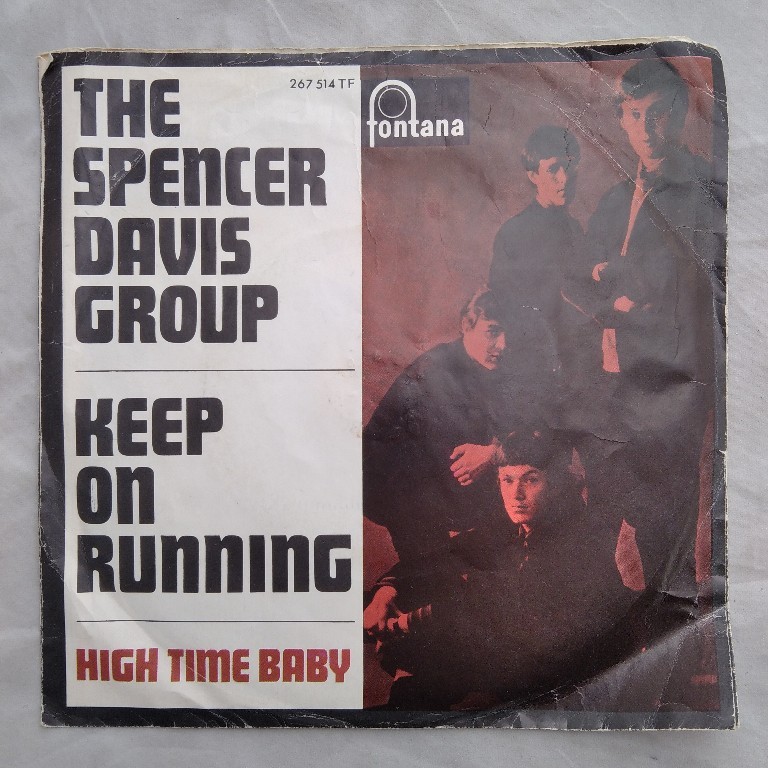 267 514 TF
fontana
THE
SPENCER
DAVIS
GROUP
KEEP
ON
RUNNING
HIGH TIME BABY